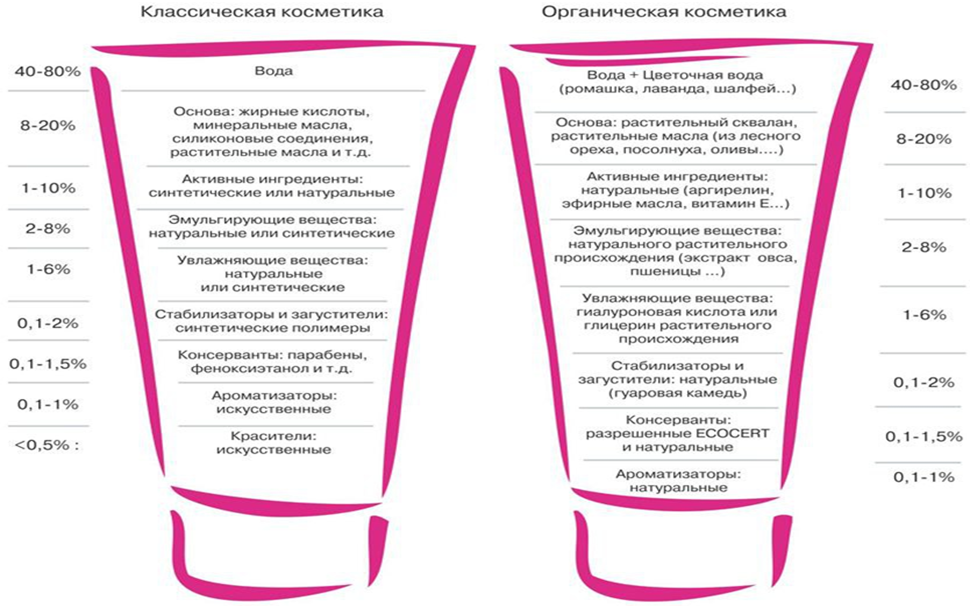 Классическая косметика
40-80%
Вода
8-20%
Основа: жирные кислоты,
минеральные масла,
силиконовые соединения,
растительные масла и т.д.
1-10%
Активные ингредиенты:
синтетические или натуральные
2-8%
Эмульгирующие вещества:
натуральные или синтетические
1-6%
Увлажняющие вещества:
натуральные
или синтетические
0,1-2%
Стабилизаторы и загустители:
синтетические полимеры
0,1-1,5%
Консерванты: парабены,
феноксиэтанол и т.д.
0,1-1%
Ароматизаторы:
искусственные
<0,5% :
Красители:
искусственные
Органическая косметика
Вода + Цветочная вода
(ромашка, лаванда, шалфей...)
40-80%
Основа: растительный сквалан,
растительные масла (из лесного
ореха, посолнуха, оливы....)
8-20%
Активные ингредиенты:
натуральные (аргирелин,
эфирные масла, витамин Е...)
1-10%
Эмульгирующие вещества:
натурального растительного
происхождения (экстракт овса,
пшеницы ...)
2-8%
Увлажняющие вещества:
гиалуроновая кислота или
глицерин растительного
происхождения
1-6%
Стабилизаторы и
загустители: натуральные
(гуаровая камедь)
0,1-2%
Консерванты:
разрешенные ECOCERT
и натуральные
0,1-1,5%
Ароматизаторы:
натуральные
0,1-1%